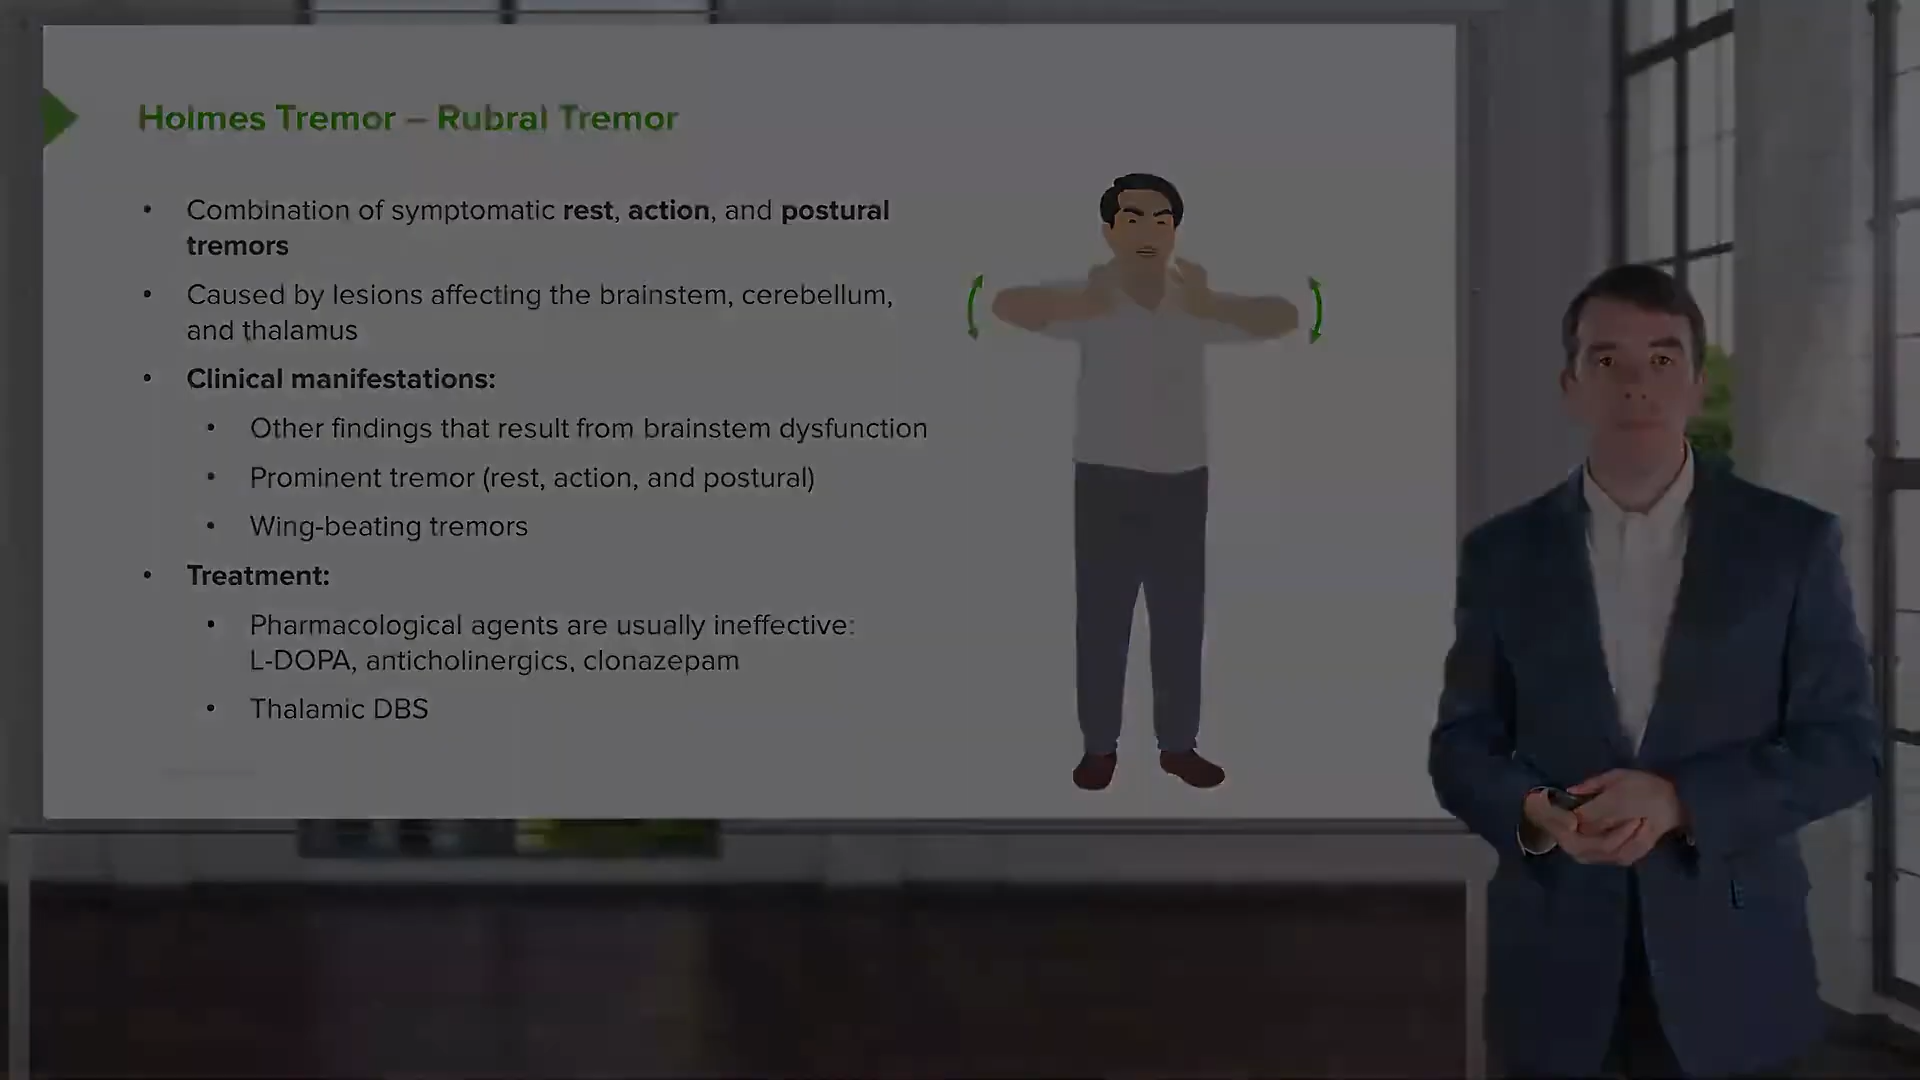 Holmes Tremor – Rubral Tremor
• Combination of symptomatic rest, action, and postural
tremors
• Caused by lesions affecting the brainstem, cerebellum,
and thalamus
• Clinical manifestations:
• Other findings that result from brainstem dysfunction
• Prominent tremor (rest, action, and postural)
• Wing-beating tremors
• Treatment:
• Pharmacological agents are usually ineffective:
L-DOPA, anticholinergics, clonazepam
• Thalamic DBS